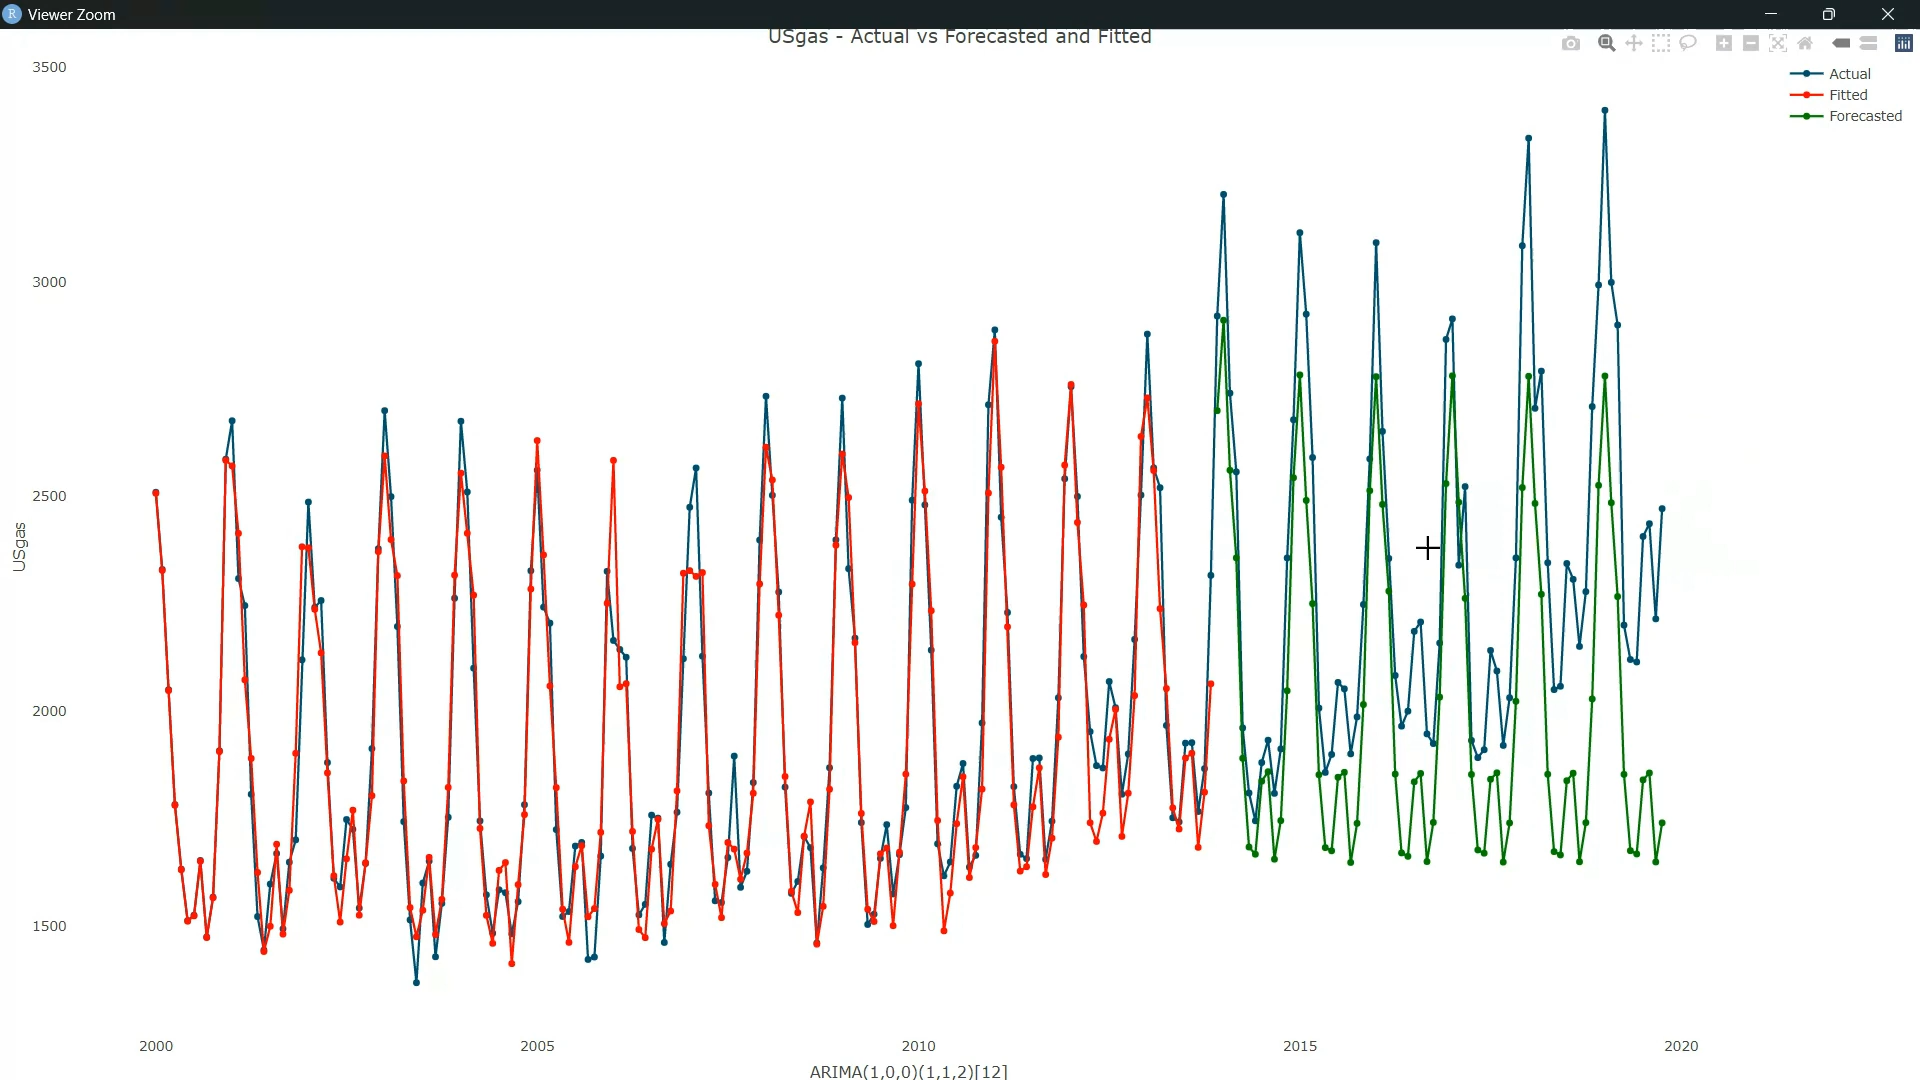 R Viewer Zoom
USgas - Actual vs Forecasted and Fitted
Actual
Fitted
Forecasted
3500
3000
2500
2000
1500
USgas
2000 2005 2010 2015 2020
ARIMA(1,0,0)(1,1,2)[12]